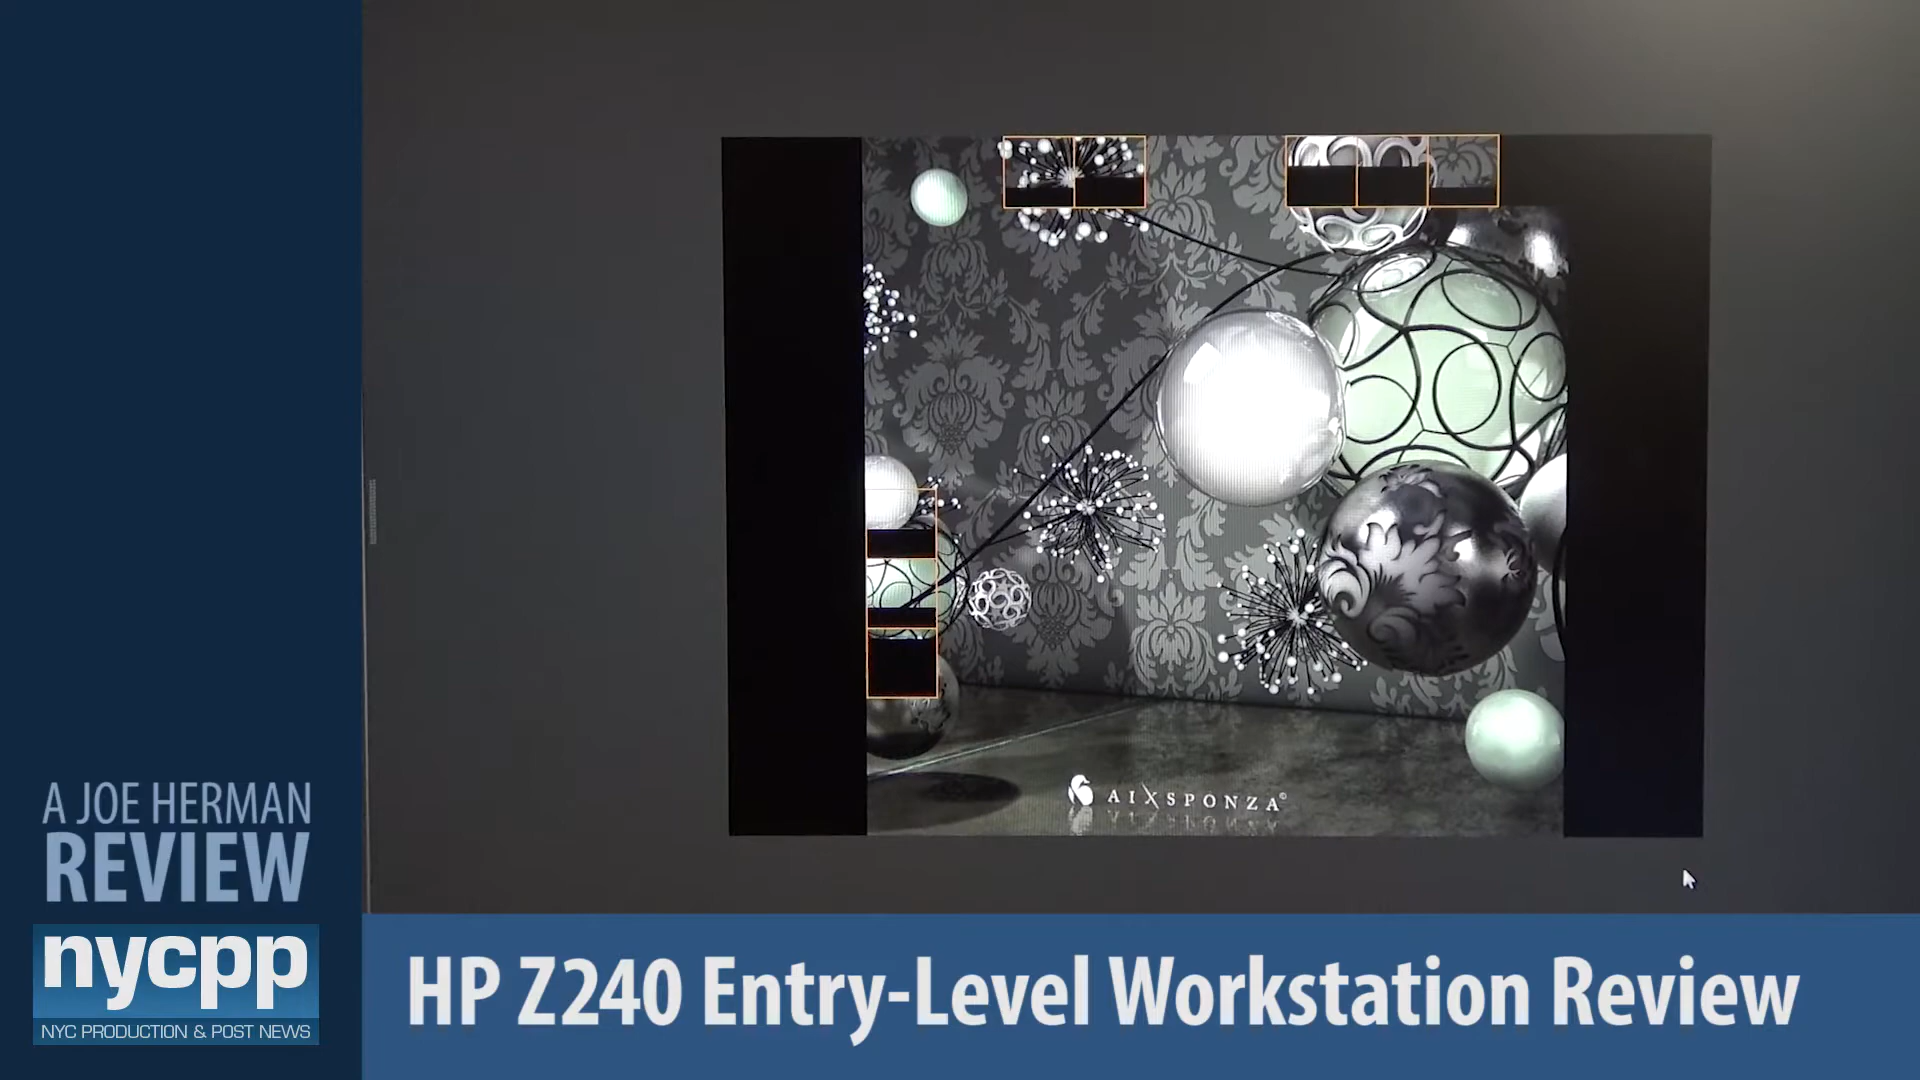 A JOE HERMAN
REVIEW
nycpp
NYC PRODUCTION & POST NEWS
AIXSPONZA©
HP Z240 Entry-Level Workstation Review